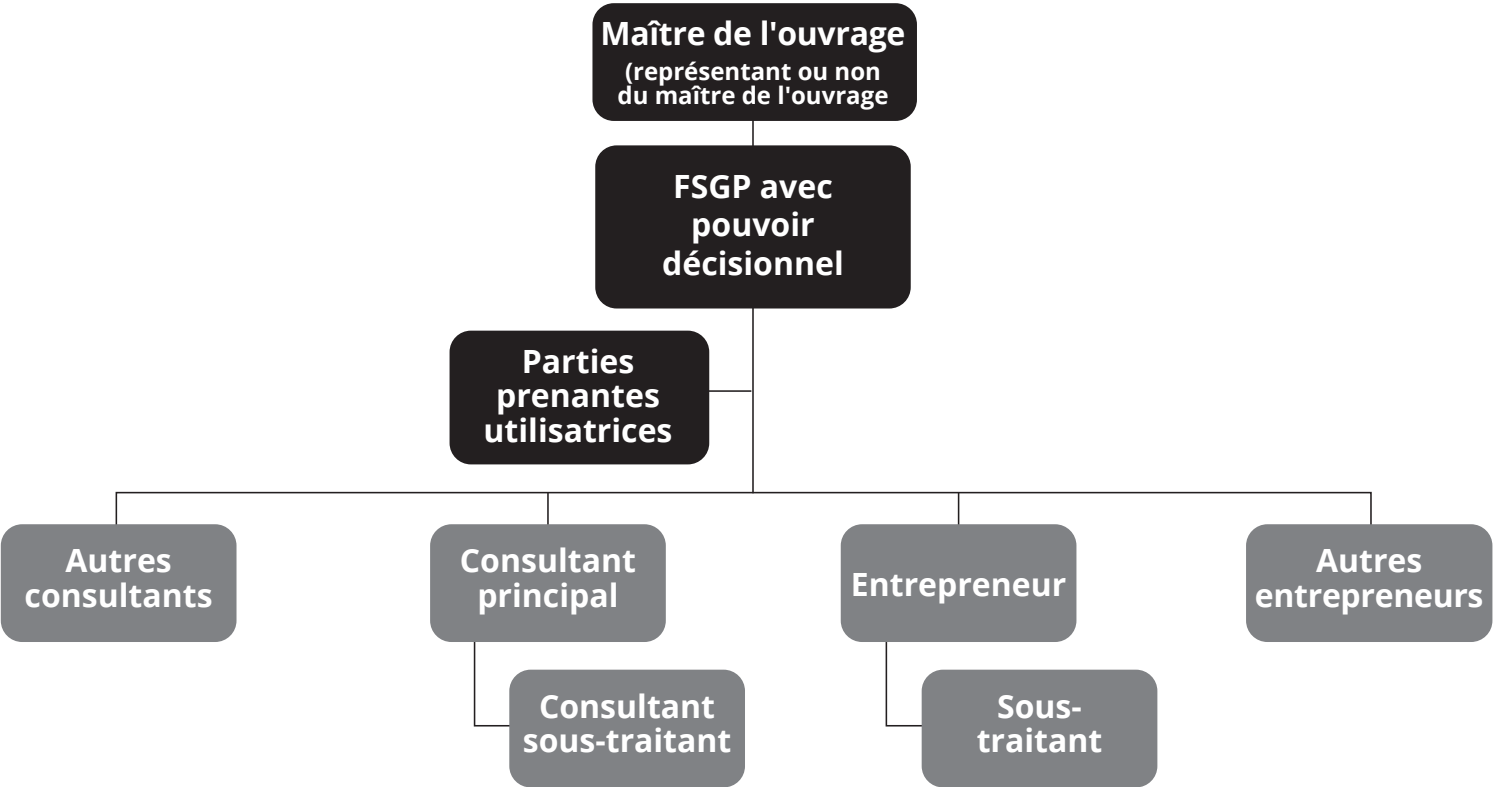 Maître de l'ouvrage
(représentant ou non
du maître de l'ouvrage
FSGP avec
pouvoir
décisionnel
Parties
prenantes
utilisatrices
Autres
consultants
Consultant
principal
Entrepreneur
Autres
entrepreneurs
Consultant
sous-traitant
Sous-
traitant